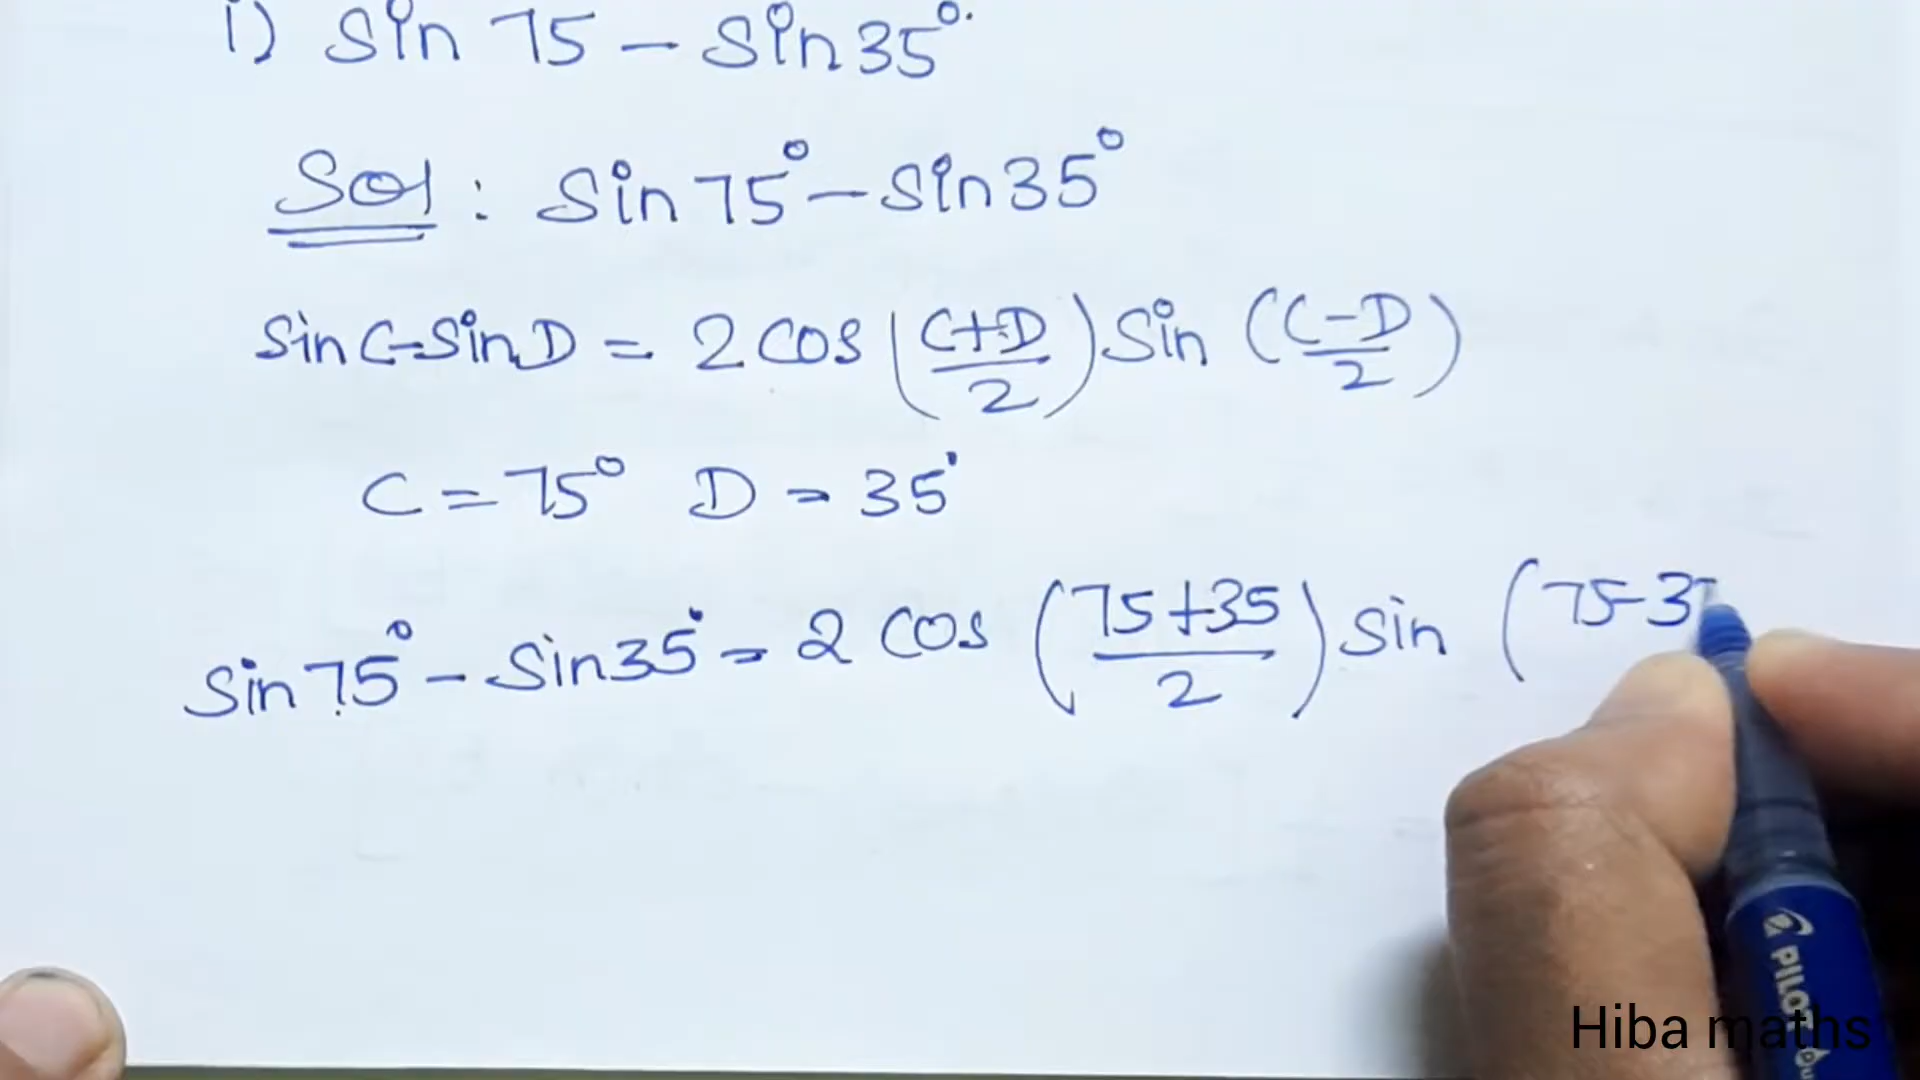 i) Sin 75 - Sin 35°.
Sol : Sin 75° - Sin 35°
Sin C - Sin D = 2 cos (C+D/2) Sin (C-D/2)
C = 75° D = 35°
Sin 75° - Sin 35° = 2 cos (75+35/2) Sin (75-3
PILOT
Hiba maths